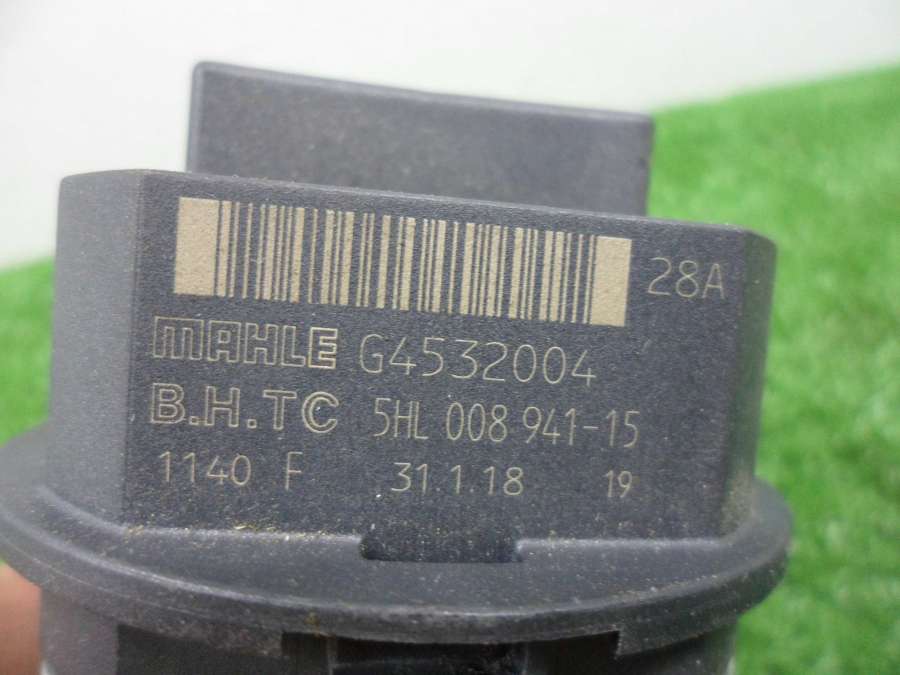 28A
MAHLE G4532004
B.H.TC 5HL 008 941-15
1140 F 31.1.18 19